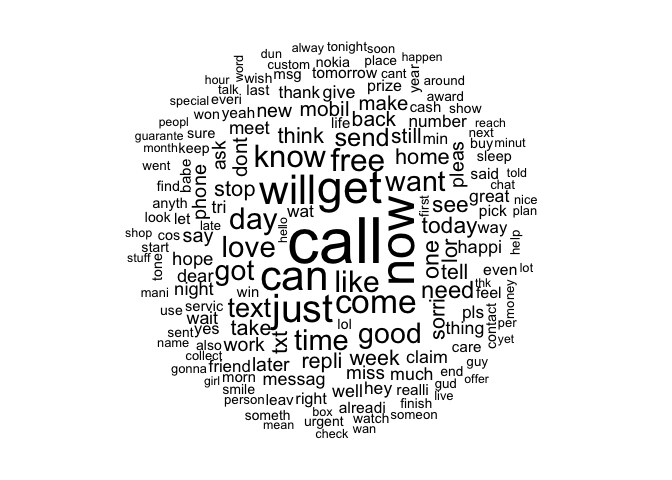 alway tonight soon
dun
happen
word
custom nokia place
hour wish msg tomorrow cant year around
talk last thank give prize
special everi
award
won yeah new mobil make cash show
peopl
life back number reach
guarante sure meet think send still min next
month keep ask dont know free home pleas buy minut
went
babe
sleep
find phone stop will get want said told
chat
anyth tri day wat call now first see great nice
look let late hello today way pick plan
shop cos say love one lor happi help
start
stuff tone hope got can like tell even lot
dear
mani night win just come need thk feel money
use servic text sorri pls contact per
wait lol thing
sent yes take txt time good yet
name also work care
collect repli week claim guy
gonna friend later miss much end offer
girl morn messag gud
smile well hey realli live
person leav right alreadi finish
someth box watch someon
mean urgent wan
check